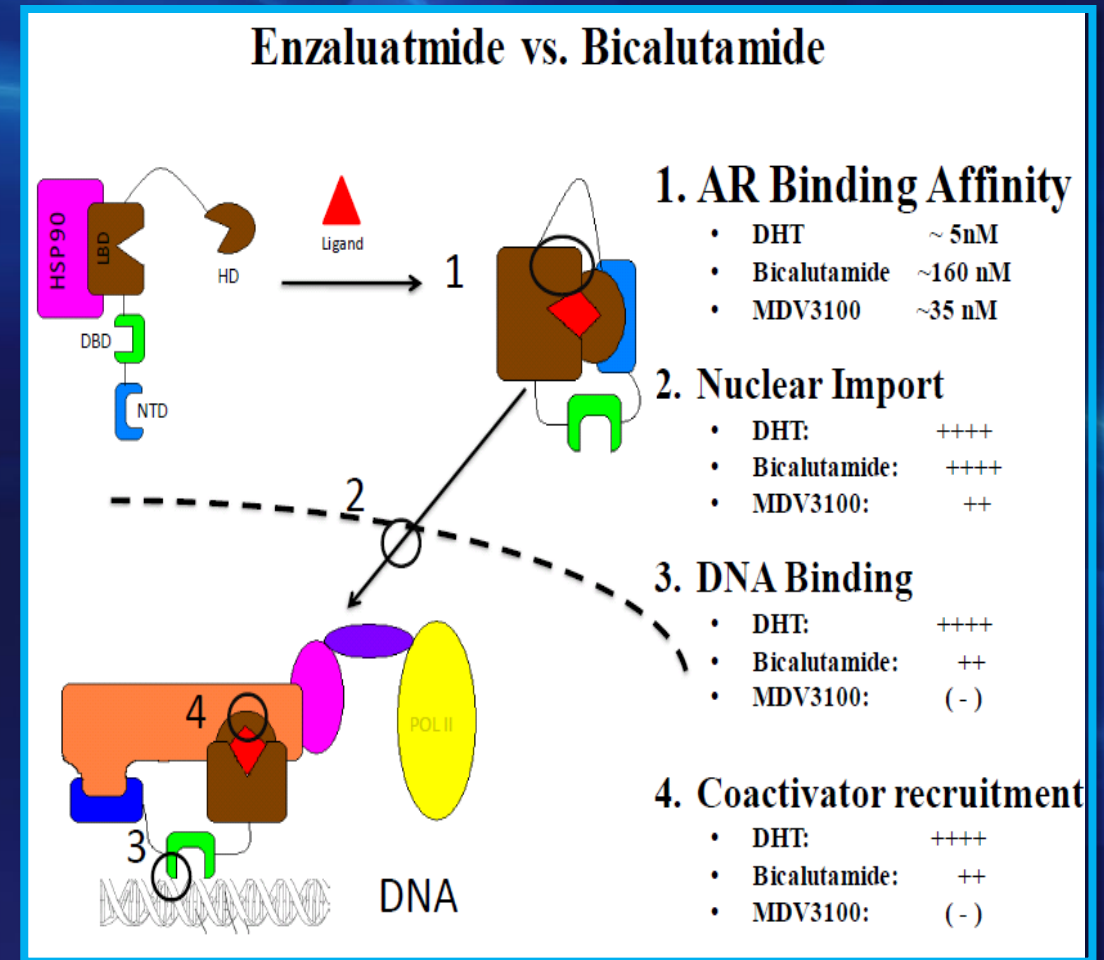 Enzaluatmide vs. Bicalutamide
HSP90
LBD
HD
DBD
NTD
Ligand
1
2
POL II
4
3
DNA
1. AR Binding Affinity
• DHT ~ 5nM
• Bicalutamide ~160 nM
• MDV3100 ~35 nM
2. Nuclear Import
• DHT: ++++
• Bicalutamide: ++++
• MDV3100: ++
3. DNA Binding
• DHT: ++++
• Bicalutamide: ++
• MDV3100: ( - )
4. Coactivator recruitment
• DHT: ++++
• Bicalutamide: ++
• MDV3100: ( - )